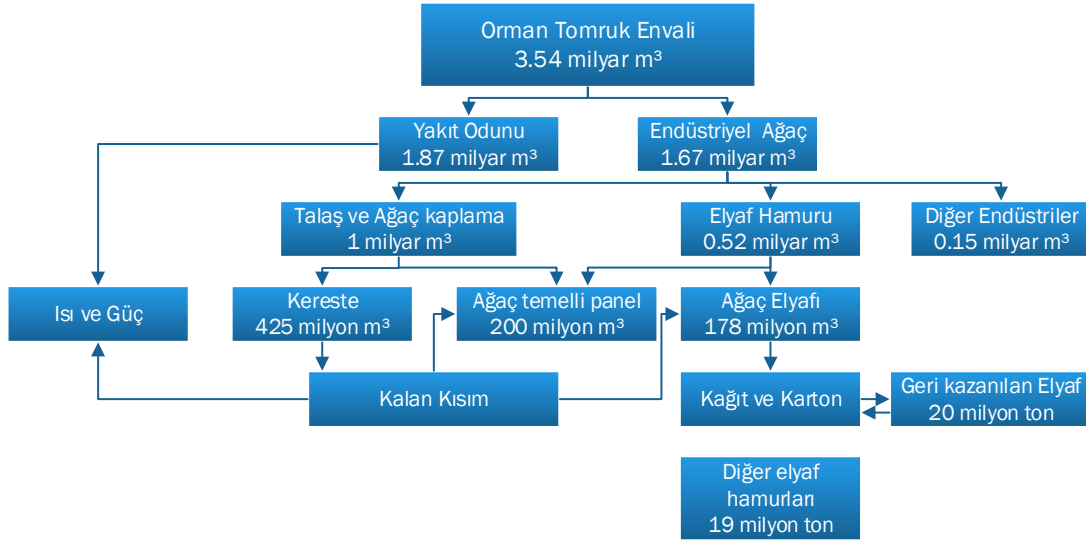 Orman Tomruk Envali
3.54 milyar m³
Yakıt Odunu
1.87 milyar m³
Endüstriyel Ağaç
1.67 milyar m³
Talaş ve Ağaç kaplama
1 milyar m³
Elyaf Hamuru
0.52 milyar m³
Diğer Endüstriler
0.15 milyar m³
Isı ve Güç
Kereste
425 milyon m³
Ağaç temelli panel
200 milyon m³
Ağaç Elyafı
178 milyon m³
Kalan Kısım
Kağıt ve Karton
Geri kazanılan Elyaf
20 milyon ton
Diğer elyaf
hamurları
19 milyon ton